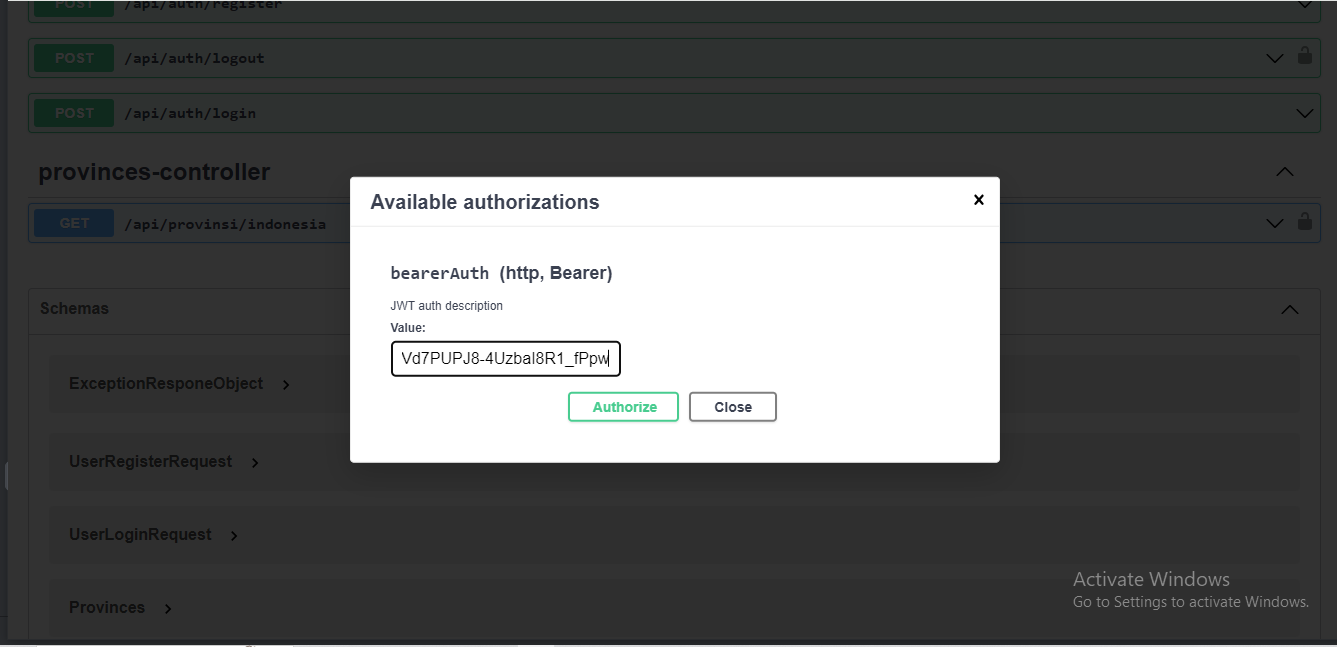 POST /api/auth/register
POST /api/auth/logout
POST /api/auth/login
provinces-controller
GET /api/provinsi/indonesia
Available authorizations
bearerAuth (http, Bearer)
JWT auth description
Value:
Vd7PUPJ8-4Uzbal8R1_fPpw
Authorize Close
Schemas
ExceptionResponeObject
UserRegisterRequest
UserLoginRequest
Provinces
Activate Windows
Go to Settings to activate Windows.